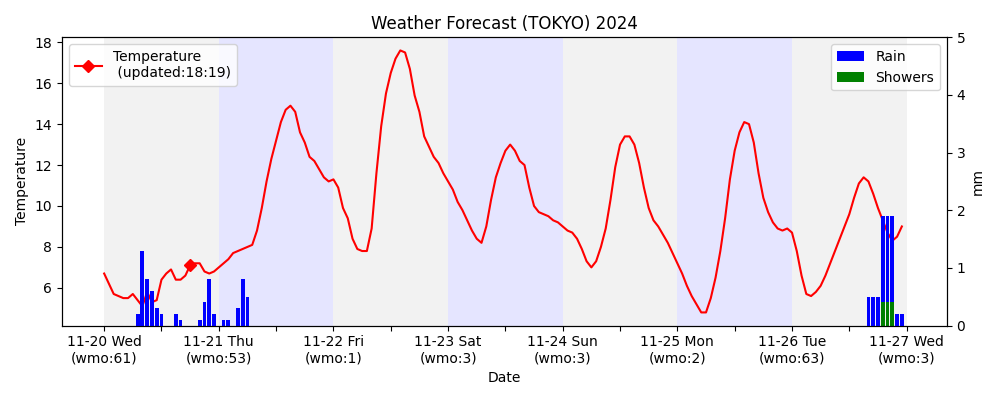 Weather Forecast (TOKYO) 2024
Temperature
(updated:18:19)
Rain
Showers
Temperature
18
16
14
12
10
8
6
5
4
3
2
1
0
mm
11-20 Wed
(wmo:61)
11-21 Thu
(wmo:53)
11-22 Fri
(wmo:1)
11-23 Sat
(wmo:3)
11-24 Sun
(wmo:3)
11-25 Mon
(wmo:2)
11-26 Tue
(wmo:63)
11-27 Wed
(wmo:3)
Date